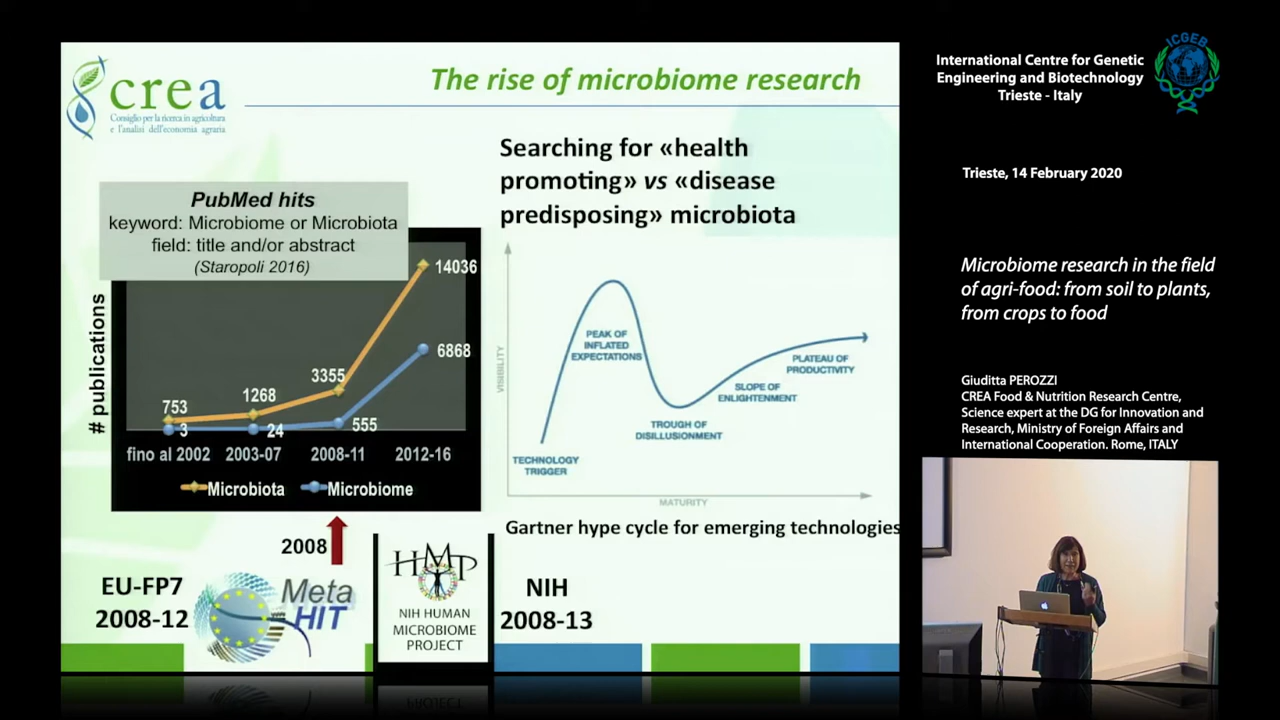 crea
Consiglio per la ricerca in agricoltura
e l'analisi dell'economia agraria
The rise of microbiome research
PubMed hits
keyword: Microbiome or Microbiota
field: title and/or abstract
(Staropoli 2016)
# publications
14036
6868
3355
1268
753
555
24
3
fino al 2002 2003-07 2008-11 2012-16
Microbiota Microbiome
2008
EU-FP7
2008-12
Meta
HIT
HMP
NIH HUMAN
MICROBIOME
PROJECT
NIH
2008-13
Searching for «health
promoting» vs «disease
predisposing» microbiota
VISIBILITY
PEAK OF
INFLATED
EXPECTATIONS
PLATEAU OF
PRODUCTIVITY
SLOPE OF
ENLIGHTENMENT
TROUGH OF
DISILLUSIONMENT
TECHNOLOGY
TRIGGER
MATURITY
Gartner hype cycle for emerging technologies
International Centre for Genetic
Engineering and Biotechnology
Trieste - Italy
ICGEB
Trieste, 14 February 2020
Microbiome research in the field
of agri-food: from soil to plants,
from crops to food
Giuditta PEROZZI
CREA Food & Nutrition Research Centre,
Science expert at the DG for Innovation and
Research, Ministry of Foreign Affairs and
International Cooperation. Rome, ITALY